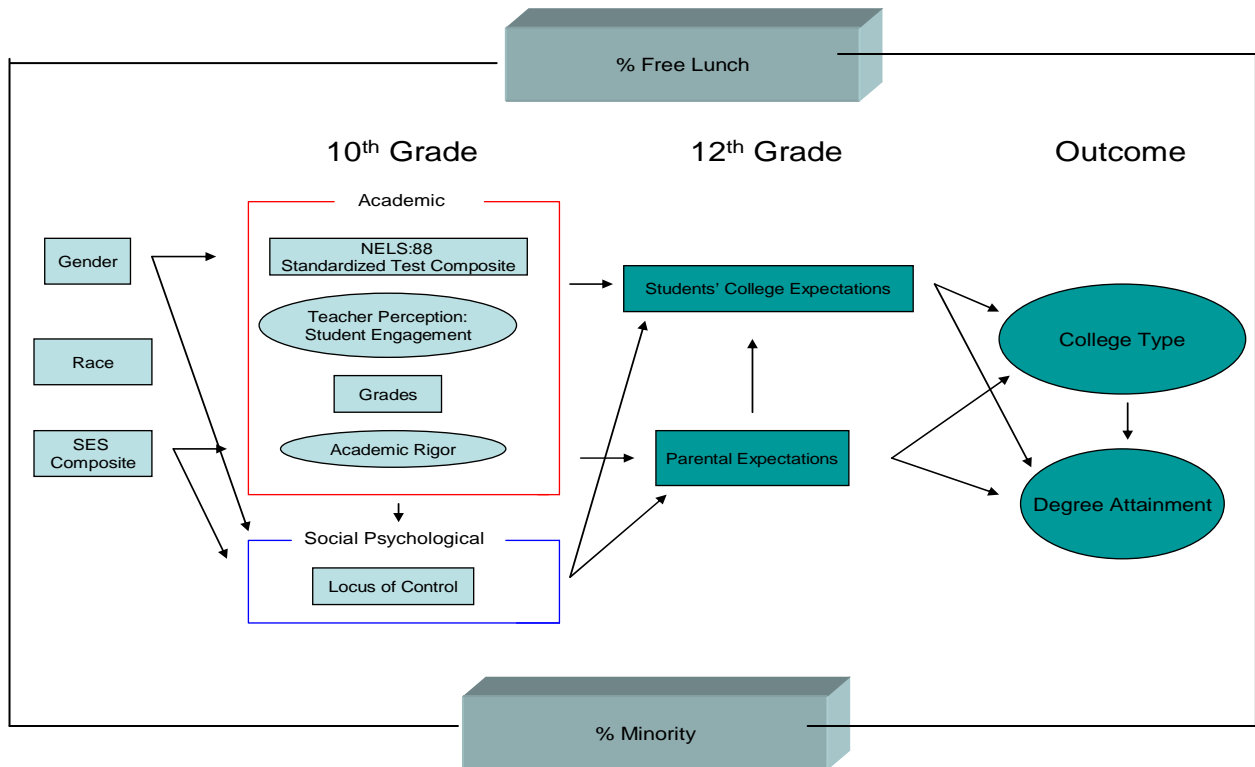 % Free Lunch
10th Grade
12th Grade
Outcome
Academic
Gender
NELS:88
Standardized Test Composite
Students’ College Expectations
Teacher Perception:
Student Engagement
College Type
Race
Grades
SES
Composite
Academic Rigor
Parental Expectations
Degree Attainment
Social Psychological
Locus of Control
% Minority